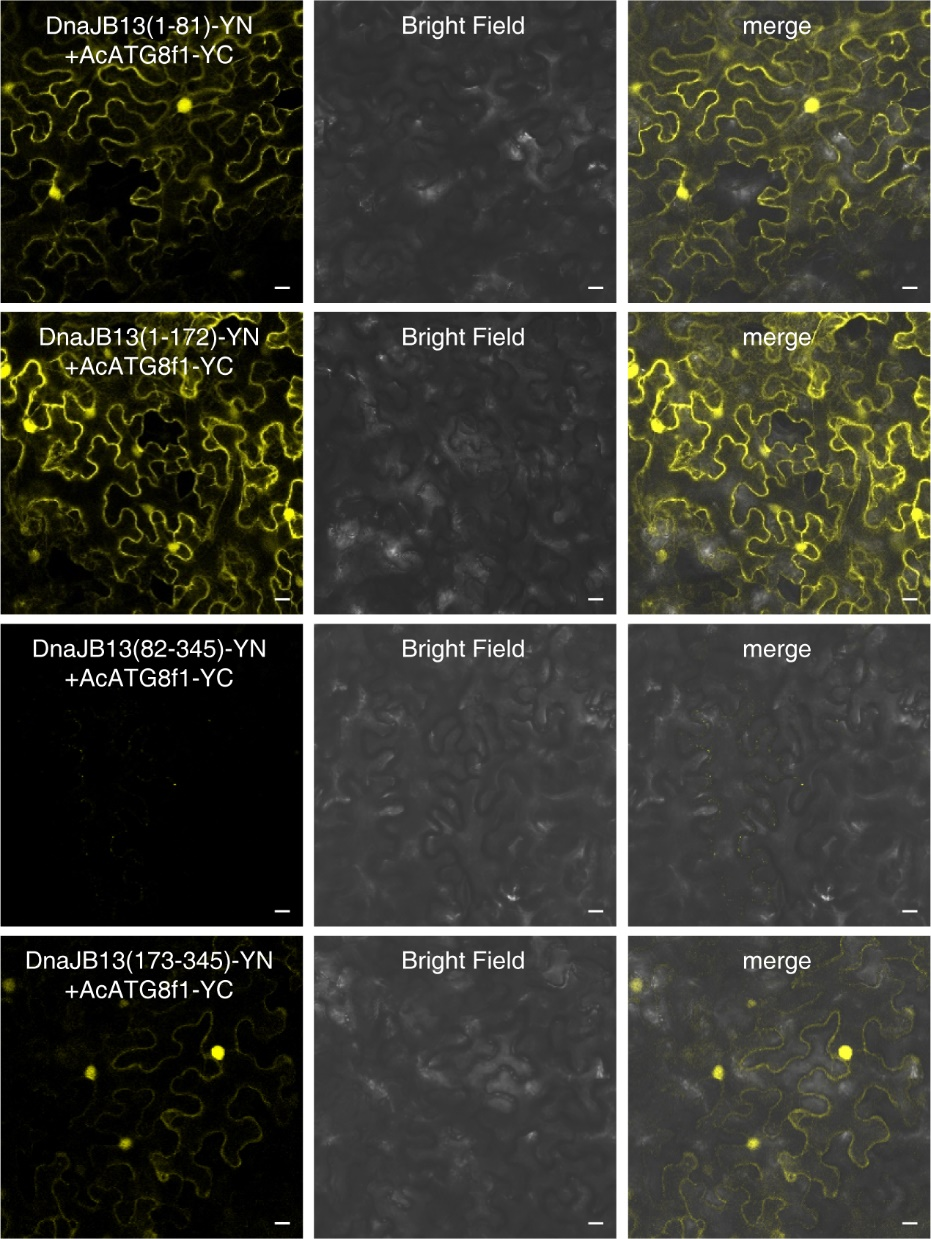 DnaJB13(1-81)-YN
+AcATG8f1-YC
Bright Field
merge
DnaJB13(1-172)-YN
+AcATG8f1-YC
Bright Field
merge
DnaJB13(82-345)-YN
+AcATG8f1-YC
Bright Field
merge
DnaJB13(173-345)-YN
+AcATG8f1-YC
Bright Field
merge